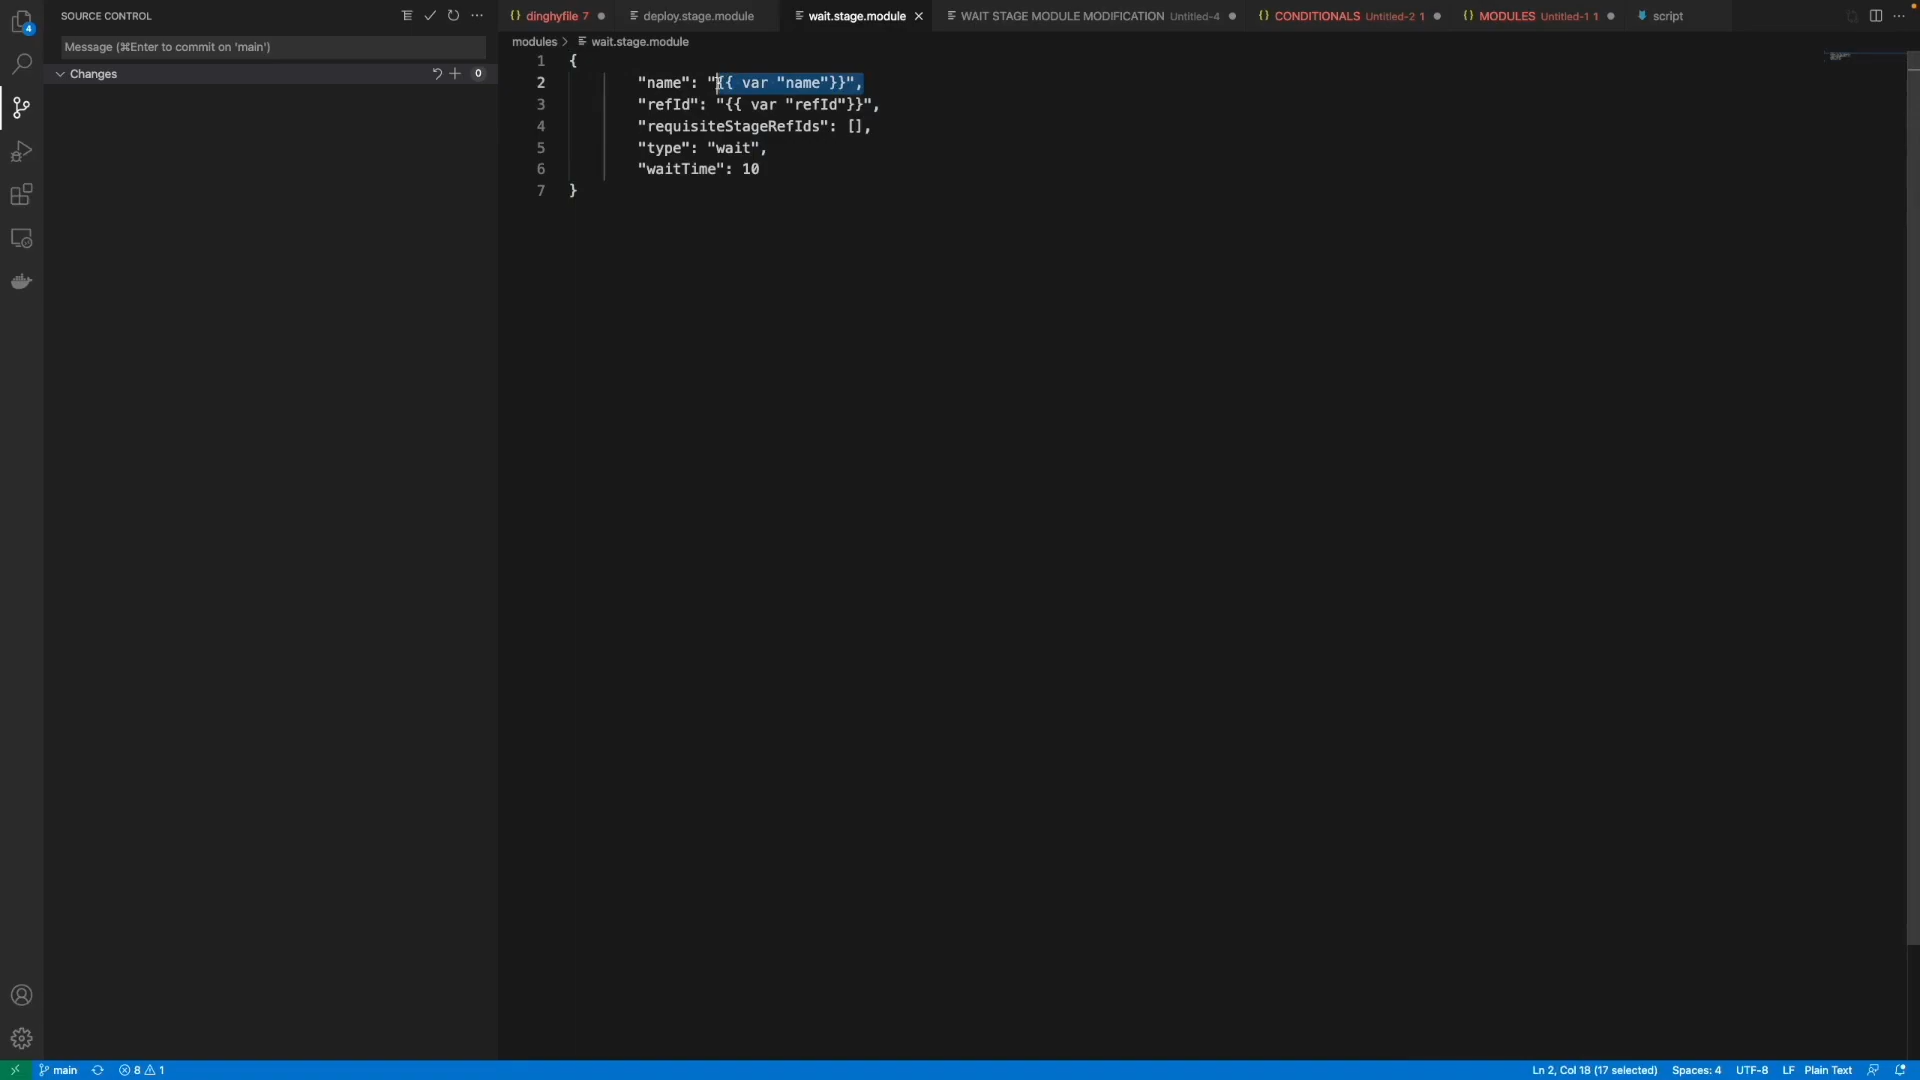 SOURCE CONTROL
dinghyfile 7
deploy.stage.module
wait.stage.module
WAIT STAGE MODULE MODIFICATION Untitled-4
CONDITIONALS Untitled-2 1
MODULES Untitled-1 1
script
4
Message (⌘Enter to commit on 'main')
modules > wait.stage.module
Changes
0
1 {
2 "name": "{{ var "name"}}",
3 "refId": "{{ var "refId"}}",
4 "requisiteStageRefIds": [],
5 "type": "wait",
6 "waitTime": 10
7 }
main 8 1
Ln 2, Col 18 (17 selected) Spaces: 4 UTF-8 LF Plain Text